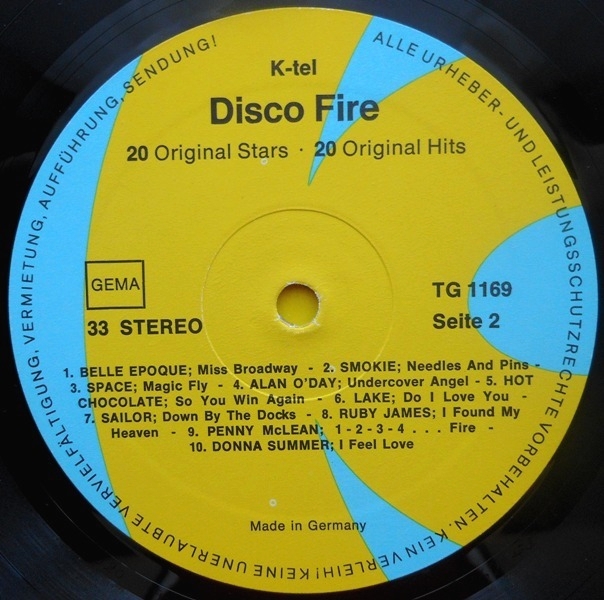 K-tel
Disco Fire
20 Original Stars · 20 Original Hits
GEMA
33 STEREO
TG 1169
Seite 2
1. BELLE EPOQUE; Miss Broadway - 2. SMOKIE; Needles And Pins -
3. SPACE; Magic Fly - 4. ALAN O'DAY; Undercover Angel - 5. HOT
CHOCOLATE; So You Win Again - 6. LAKE; Do I Love You -
7. SAILOR; Down By The Docks - 8. RUBY JAMES; I Found My
Heaven - 9. PENNY McLEAN; 1 - 2 - 3 - 4 . . . Fire -
10. DONNA SUMMER; I Feel Love
Made in Germany
ALLE URHEBER- UND LEISTUNGSSCHUTZRECHTE VORBEHALTEN · KEIN VERLEIH! KEINE UNERLAUBTE VERVIELFÄLTIGUNG, VERMIETUNG, AUFFÜHRUNG, SENDUNG!